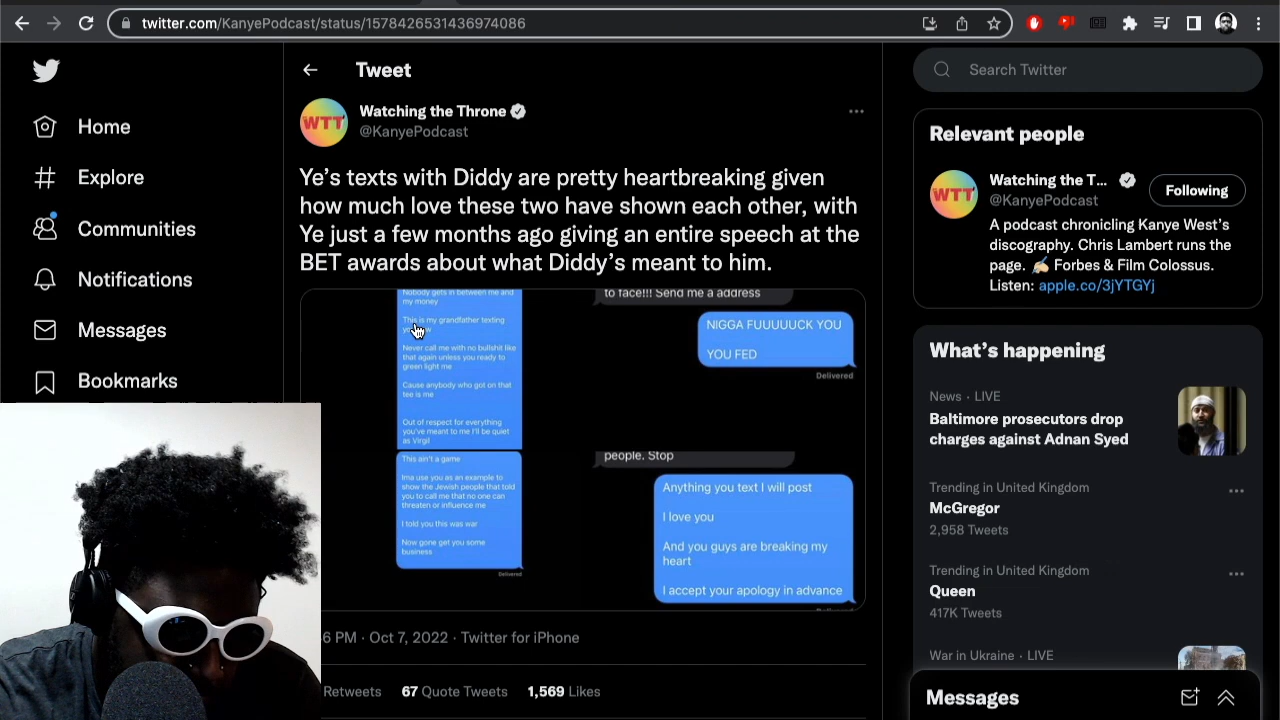 twitter.com/KanyePodcast/status/1578426531436974086
Tweet
Search Twitter
WTT
Watching the Throne
@KanyePodcast
Home
Explore
Communities
Notifications
Messages
Bookmarks
Ye’s texts with Diddy are pretty heartbreaking given
how much love these two have shown each other, with
Ye just a few months ago giving an entire speech at the
BET awards about what Diddy’s meant to him.
Nobody gets in between me and
my money
This is my grandfather texting
Never call me with no bullshit like
that again unless you ready to
green light me
Cause anybody who got on that
tee is me
Out of respect for everything
you've meant to me I'll be quiet
as Virgil
This ain't a game
Ima use you as an example to
show the Jewish people that told
you to call me that no one can
threaten or influence me
I told you this was war
Now gone get you some
business
Delivered
to face!!! Send me a address
NIGGA FUUUUUCK YOU
YOU FED
Delivered
people. Stop
Anything you text I will post
I love you
And you guys are breaking my
heart
I accept your apology in advance
6 PM · Oct 7, 2022 · Twitter for iPhone
Retweets 67 Quote Tweets 1,569 Likes
Relevant people
WTT
Watching the T...
@KanyePodcast
Following
A podcast chronicling Kanye West’s
discography. Chris Lambert runs the
page. ✍🏼 Forbes & Film Colossus.
Listen: apple.co/3jYTGYj
What’s happening
News · LIVE
Baltimore prosecutors drop
charges against Adnan Syed
Trending in United Kingdom
McGregor
2,958 Tweets
Trending in United Kingdom
Queen
417K Tweets
War in Ukraine · LIVE
Messages